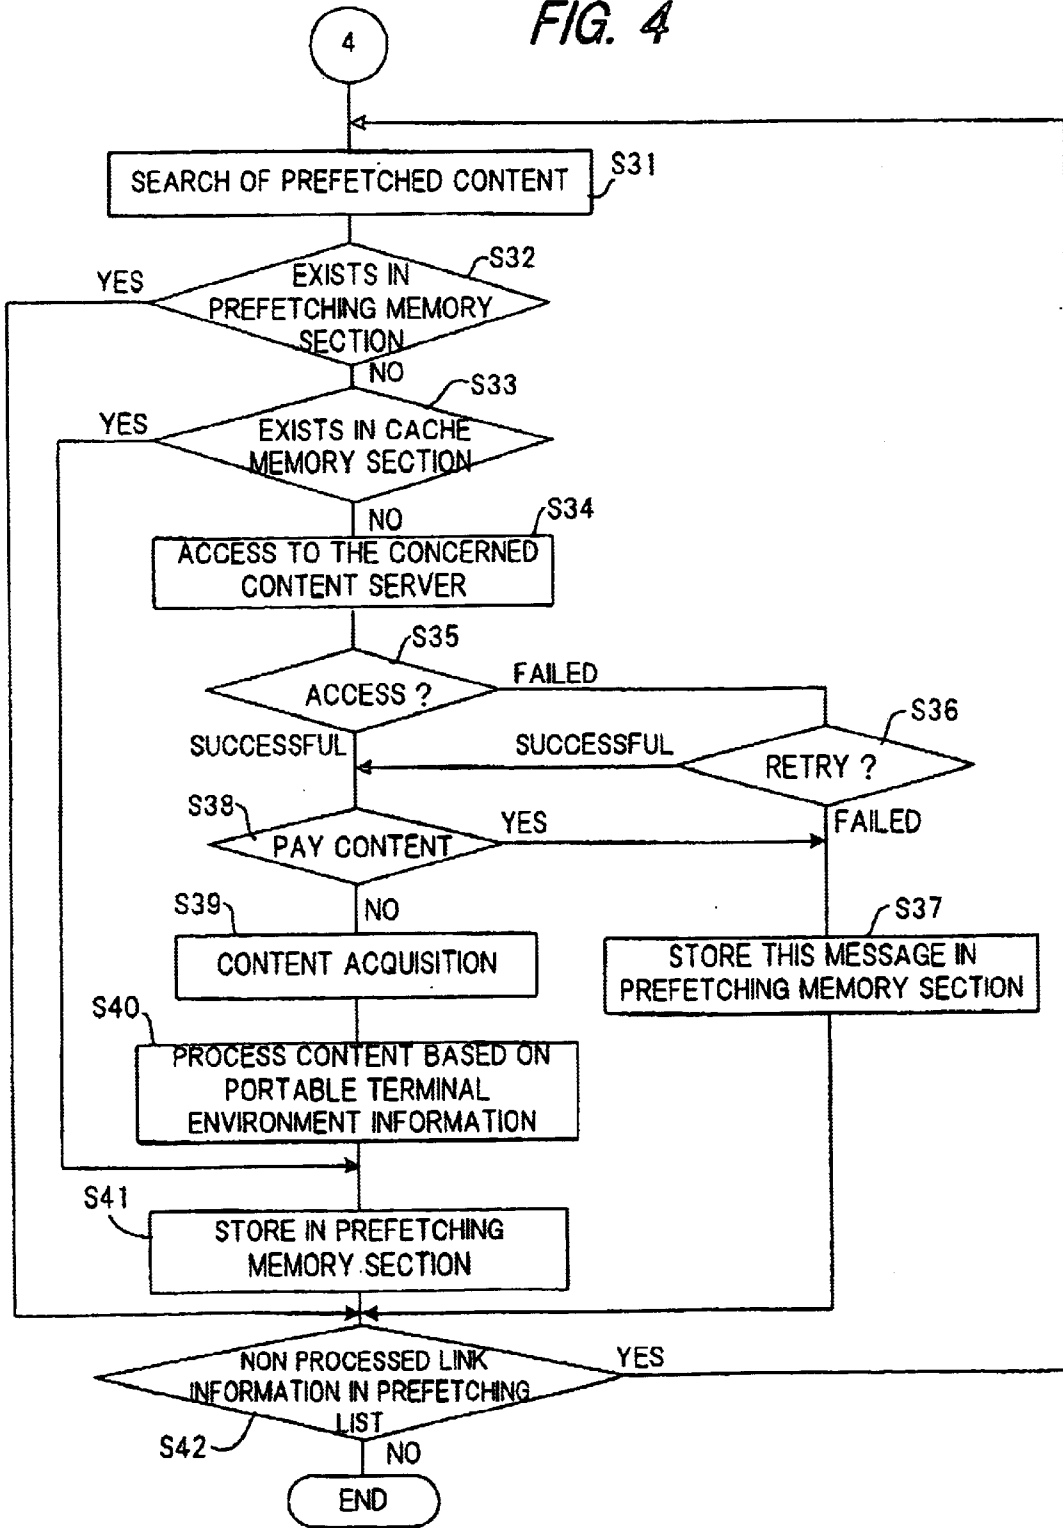 FIG. 4
4
SEARCH OF PREFETCHED CONTENT
S31
EXISTS IN
PREFETCHING MEMORY
SECTION
S32
YES
NO
EXISTS IN CACHE
MEMORY SECTION
S33
YES
NO
ACCESS TO THE CONCERNED
CONTENT SERVER
S34
ACCESS ?
S35
FAILED
SUCCESSFUL
SUCCESSFUL
RETRY ?
S36
FAILED
S38
PAY CONTENT
YES
NO
S39
CONTENT ACQUISITION
S37
STORE THIS MESSAGE IN
PREFETCHING MEMORY SECTION
S40
PROCESS CONTENT BASED ON
PORTABLE TERMINAL
ENVIRONMENT INFORMATION
S41
STORE IN PREFETCHING
MEMORY SECTION
NON PROCESSED LINK
INFORMATION IN PREFETCHING
LIST
YES
S42
NO
END